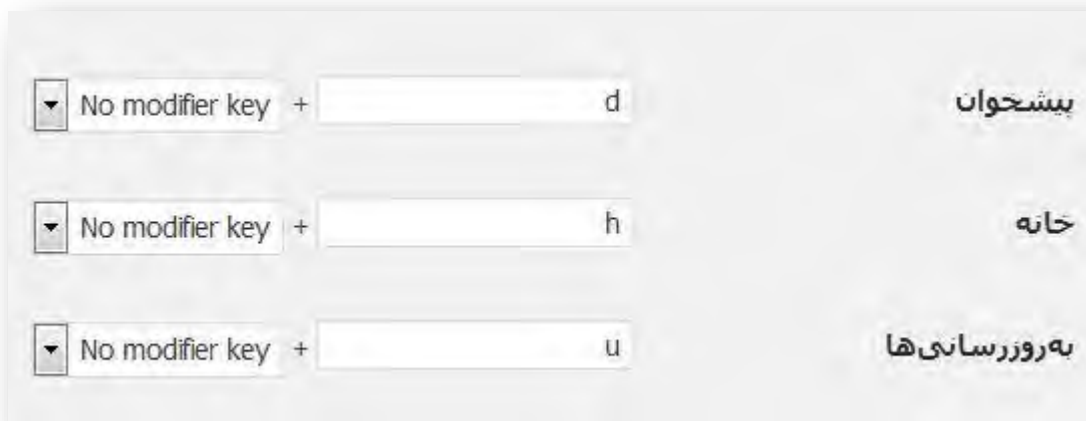 پیشخوان d + No modifier key
خانه h + No modifier key
به‌روزرسانی‌ها u + No modifier key